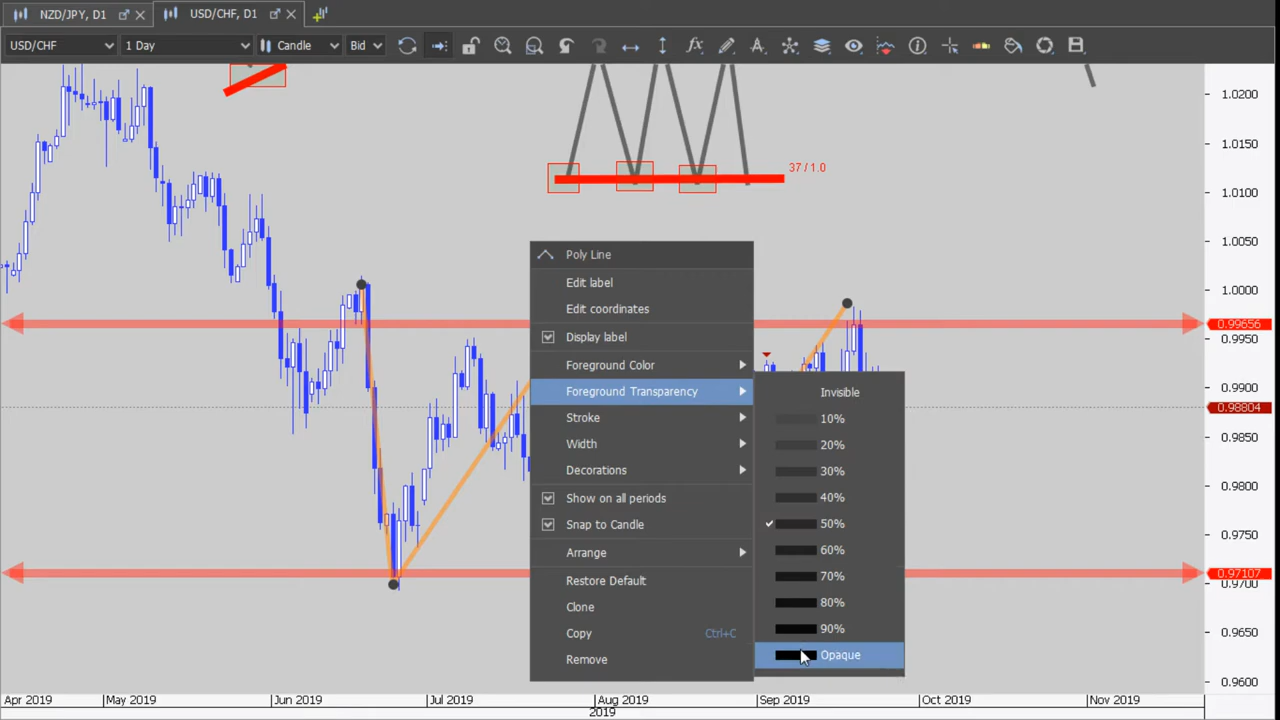 NZD/JPY, D1
USD/CHF, D1
USD/CHF
1 Day
Candle
Bid
fx
A
1.0200
1.0150
1.0100
1.0050
1.0000
0.99656
0.9950
0.9900
0.98804
0.9850
0.9800
0.9750
0.97107
0.9700
0.9650
0.9600
37 / 1.0
Poly Line
Edit label
Edit coordinates
Display label
Foreground Color
Foreground Transparency
Stroke
Width
Decorations
Show on all periods
Snap to Candle
Arrange
Restore Default
Clone
Copy Ctrl+C
Remove
Invisible
10%
20%
30%
40%
50%
60%
70%
80%
90%
Opaque
Apr 2019 May 2019 Jun 2019 Jul 2019 Aug 2019 Sep 2019 Oct 2019 Nov 2019
2019